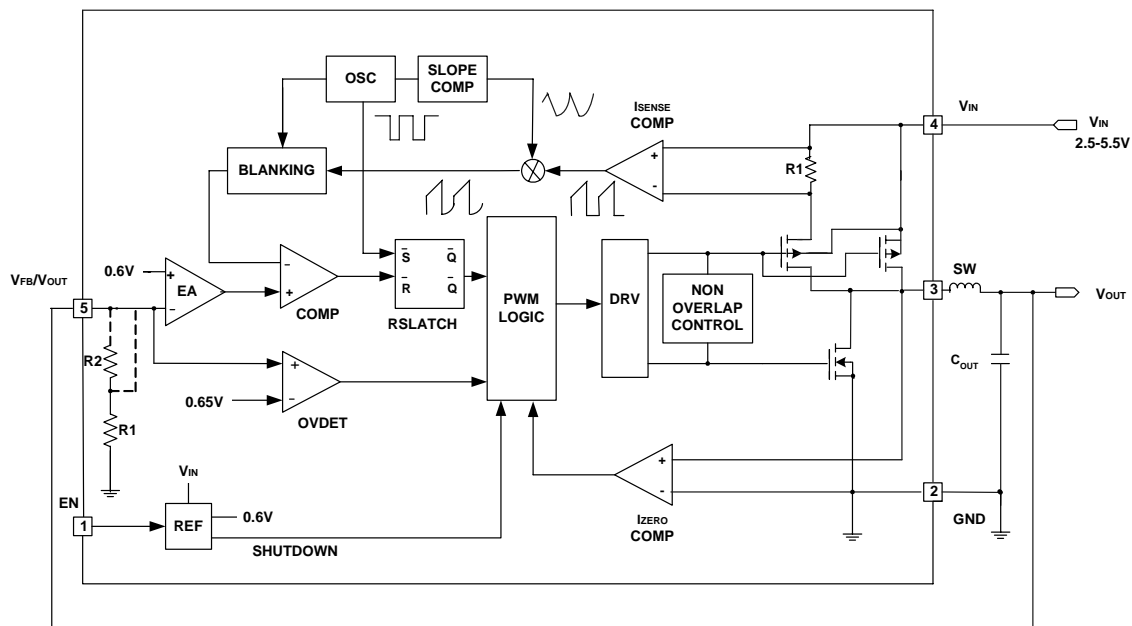 OSC
SLOPE
COMP
ISENSE
COMP
VIN
4
VIN
2.5-5.5V
+
-
R1
BLANKING
0.6V
+
-
EA
-
+
COMP
S̅
Q̅
R̅
Q̅
RSLATCH
PWM
LOGIC
DRV
NON
OVERLAP
CONTROL
SW
3
VOUT
VFB/VOUT
5
R2
R1
+
-
0.65V
OVDET
COUT
+
-
IZERO
COMP
2
GND
VIN
EN
1
REF
0.6V
SHUTDOWN